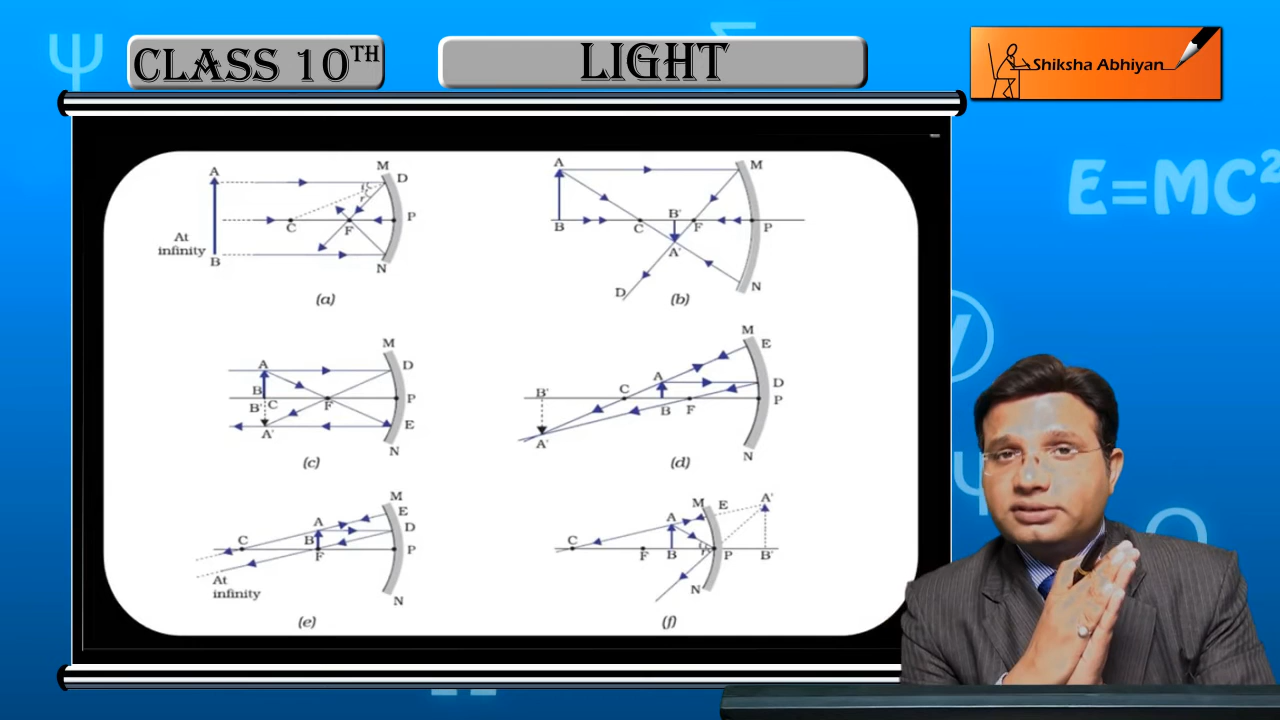 CLASS 10TH
LIGHT
Shiksha Abhiyan
Ψ
Σ
E=MC²
A
M
D
i
r
C
F
P
At
infinity
B
N
(a)
A
M
B
C
B'
F
P
A'
D
N
(b)
M
A
D
B
B'
C
F
P
A'
E
N
(c)
M
E
A
D
B'
C
B
F
P
A'
N
(d)
M
E
A
D
C
B
F
P
At
infinity
N
(e)
M
E
A'
A
C
F
B
P
B'
N
(f)